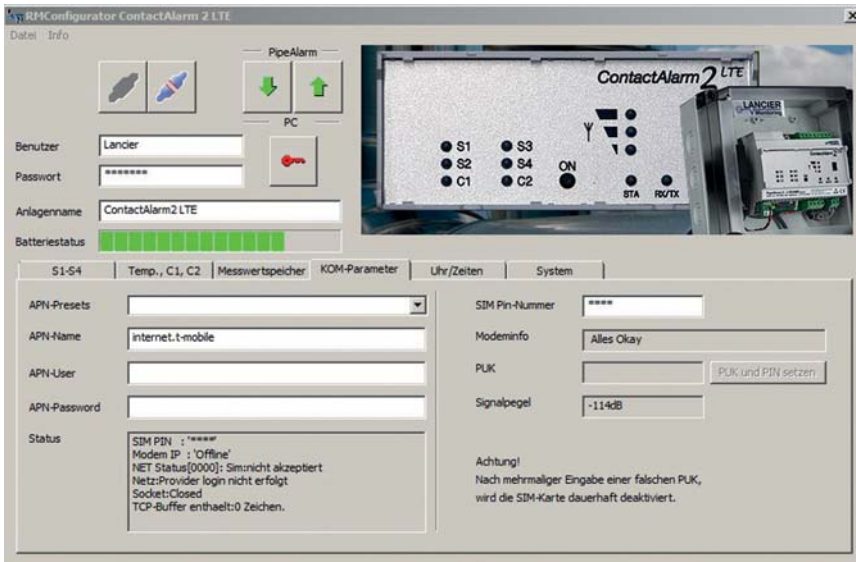 RMConfigurator ContactAlarm 2 LTE
Datei Info
PipeAlarm
PC
Benutzer Lancier
Passwort *******
Anlagenname ContactAlarm2 LTE
Batteriestatus
ContactAlarm 2 LTE
S1 S3
S2 S4
C1 C2
ON
STA RX/TX
LANCIER
Monitoring
S1-S4 Temp., C1, C2 Messwertspeicher KOM-Parameter Uhr/Zeiten System
APN-Presets
APN-Name internet.t-mobile
APN-User
APN-Password
Status
SIM PIN : '****'
Modem IP : 'Offline'
NET Status[0000]: Sim:nicht akzeptiert
Netz:Provider login nicht erfolgt
Socket:Closed
TCP-Buffer enthaelt:0 Zeichen.
SIM Pin-Nummer ****
Modeminfo Alles Okay
PUK PUK und PIN setzen
Signalpegel -114dB
Achtung!
Nach mehrmaliger Eingabe einer falschen PUK,
wird die SIM-Karte dauerhaft deaktiviert.